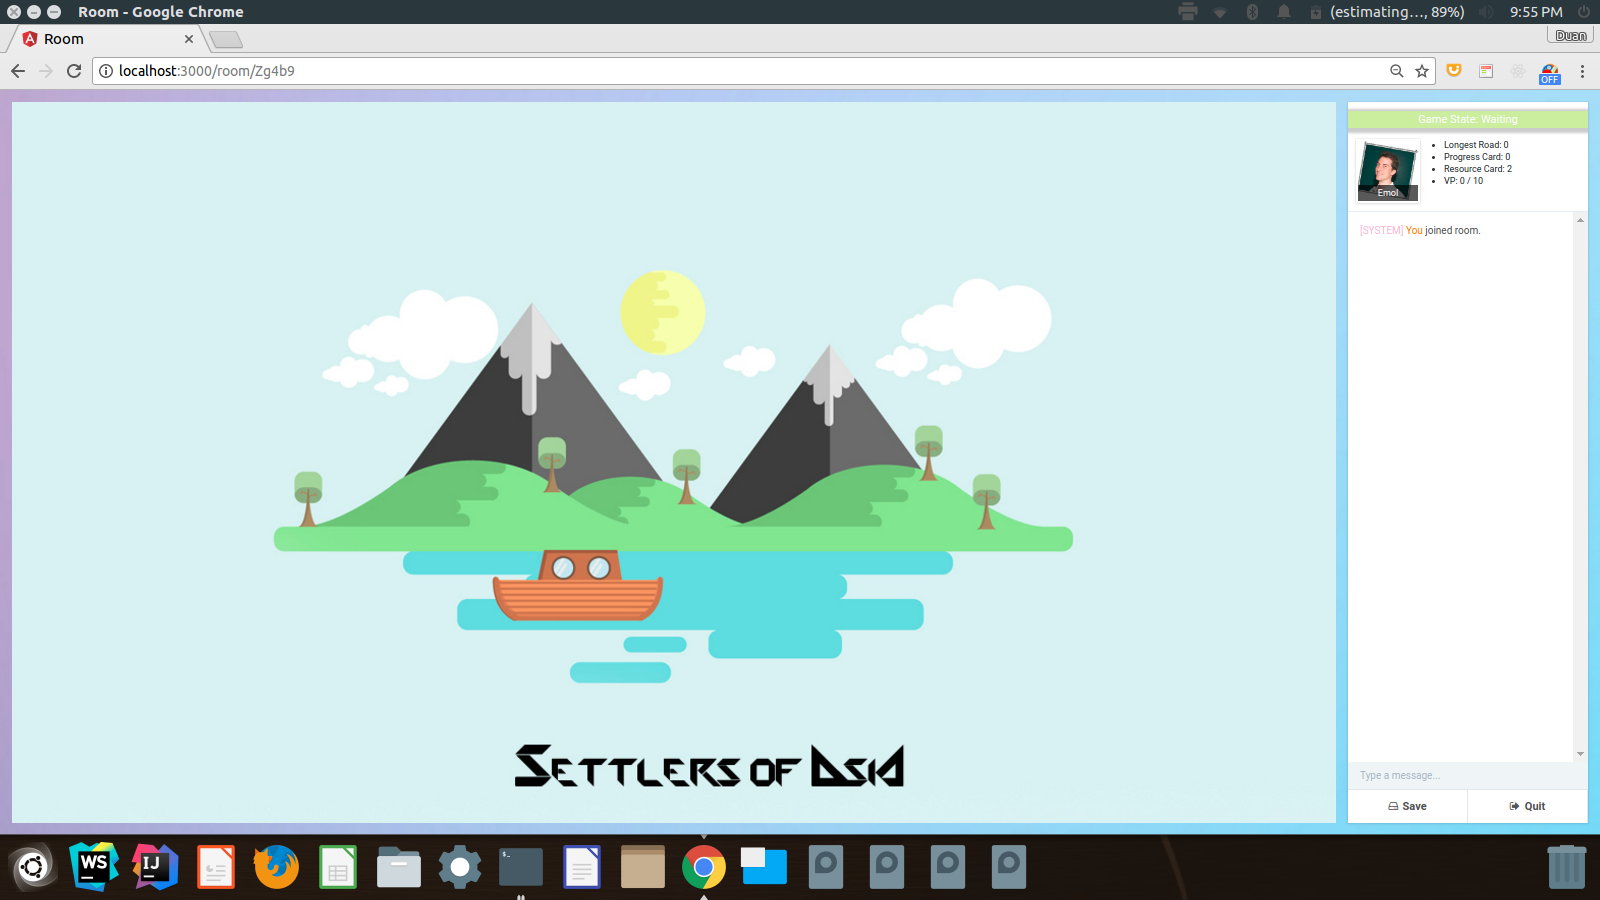 Room - Google Chrome
(estimating..., 89%)
9:55 PM
Room
Duan
localhost:3000/room/Zg4b9
OFF
Game State: Waiting
Longest Road: 0
Progress Card: 0
Resource Card: 2
VP: 0 / 10
Emol
[SYSTEM] You joined room.
Settlers of Asia
Type a message...
Save
Quit
WS
IJ
$_